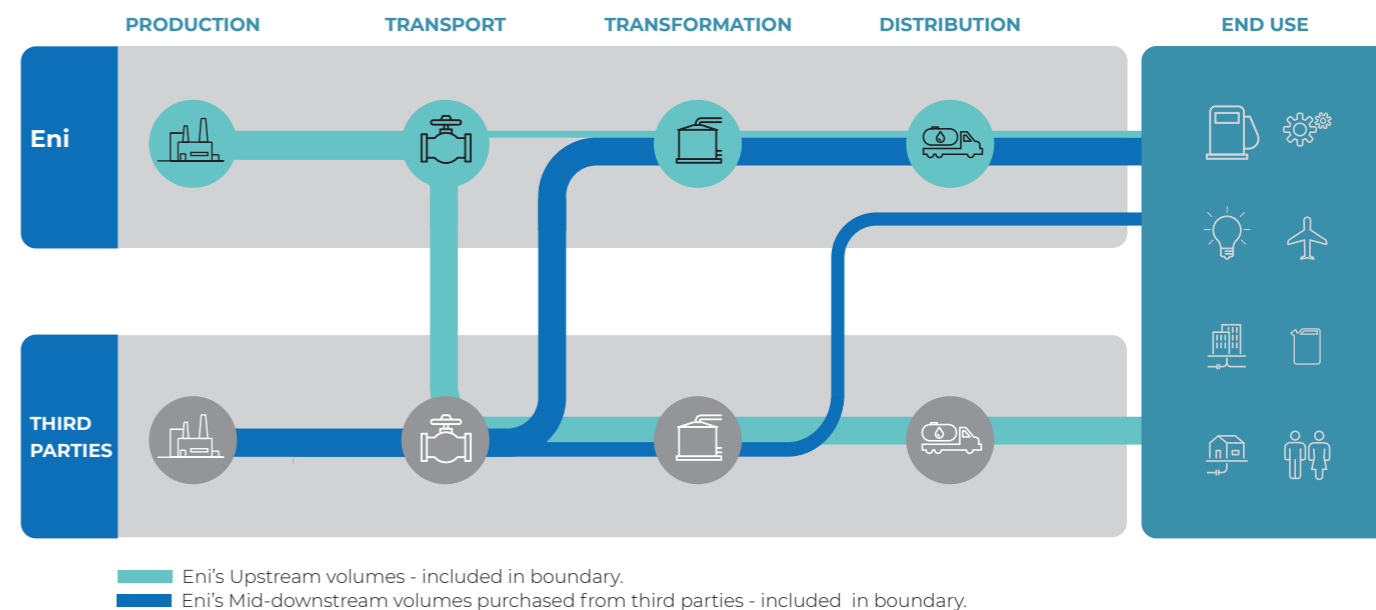 PRODUCTION TRANSPORT TRANSFORMATION DISTRIBUTION END USE
Eni
THIRD
PARTIES
Eni’s Upstream volumes - included in boundary.
Eni’s Mid-downstream volumes purchased from third parties - included in boundary.